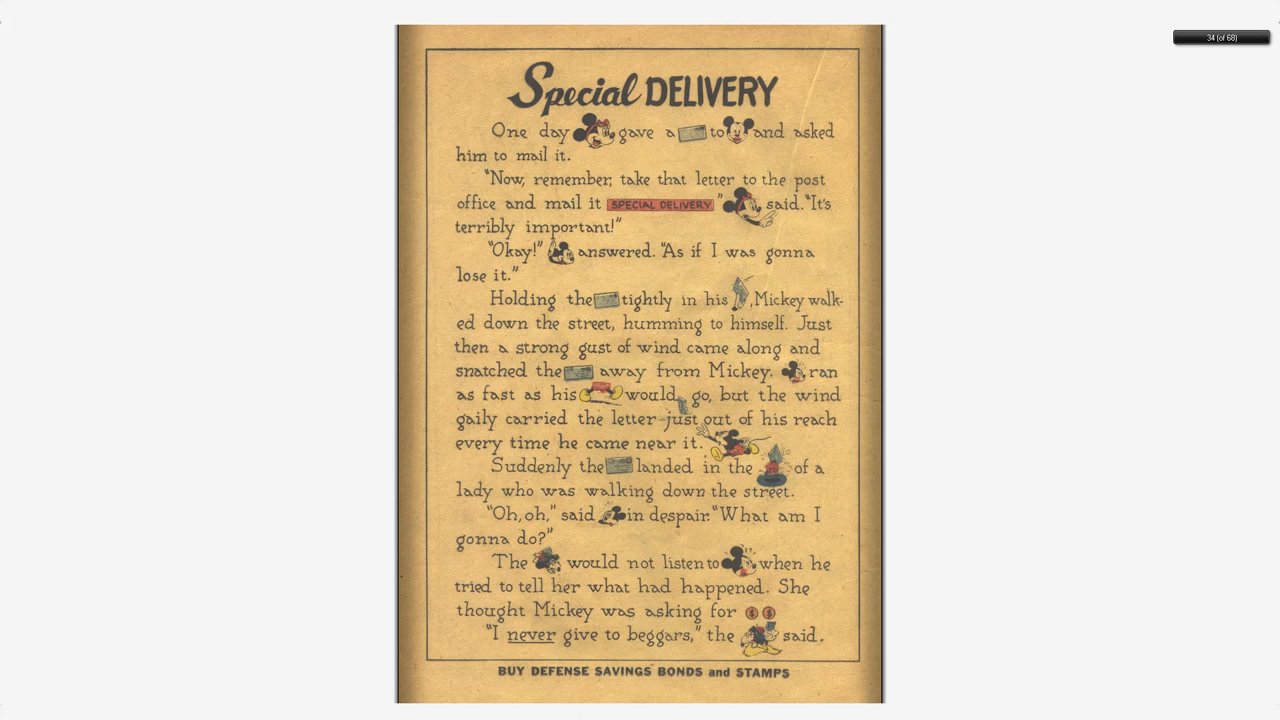 34 (of 68)
Special DELIVERY
One day gave a to and asked
him to mail it.
"Now, remember, take that letter to the post
office and mail it SPECIAL DELIVERY" said. "It's
terribly important!"
"Okay!" answered. "As if I was gonna
lose it."
Holding the tightly in his , Mickey walk-
ed down the street, humming to himself. Just
then a strong gust of wind came along and
snatched the away from Mickey. ran
as fast as his would go, but the wind
gaily carried the letter just out of his reach
every time he came near it.
Suddenly the landed in the of a
lady who was walking down the street.
"Oh, oh," said in despair. "What am I
gonna do?"
The would not listen to when he
tried to tell her what had happened. She
thought Mickey was asking for $ $
"I never give to beggars," the said.
BUY DEFENSE SAVINGS BONDS and STAMPS